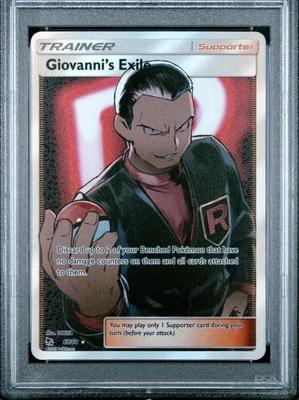 TRAINER
Supporter
Giovanni's Exile
R
Discard up to 2 of your Benched Pokémon that have
no damage counters on them and all cards attached
to them.
You may play only 1 Supporter card during your
turn (before your attack).
PSA